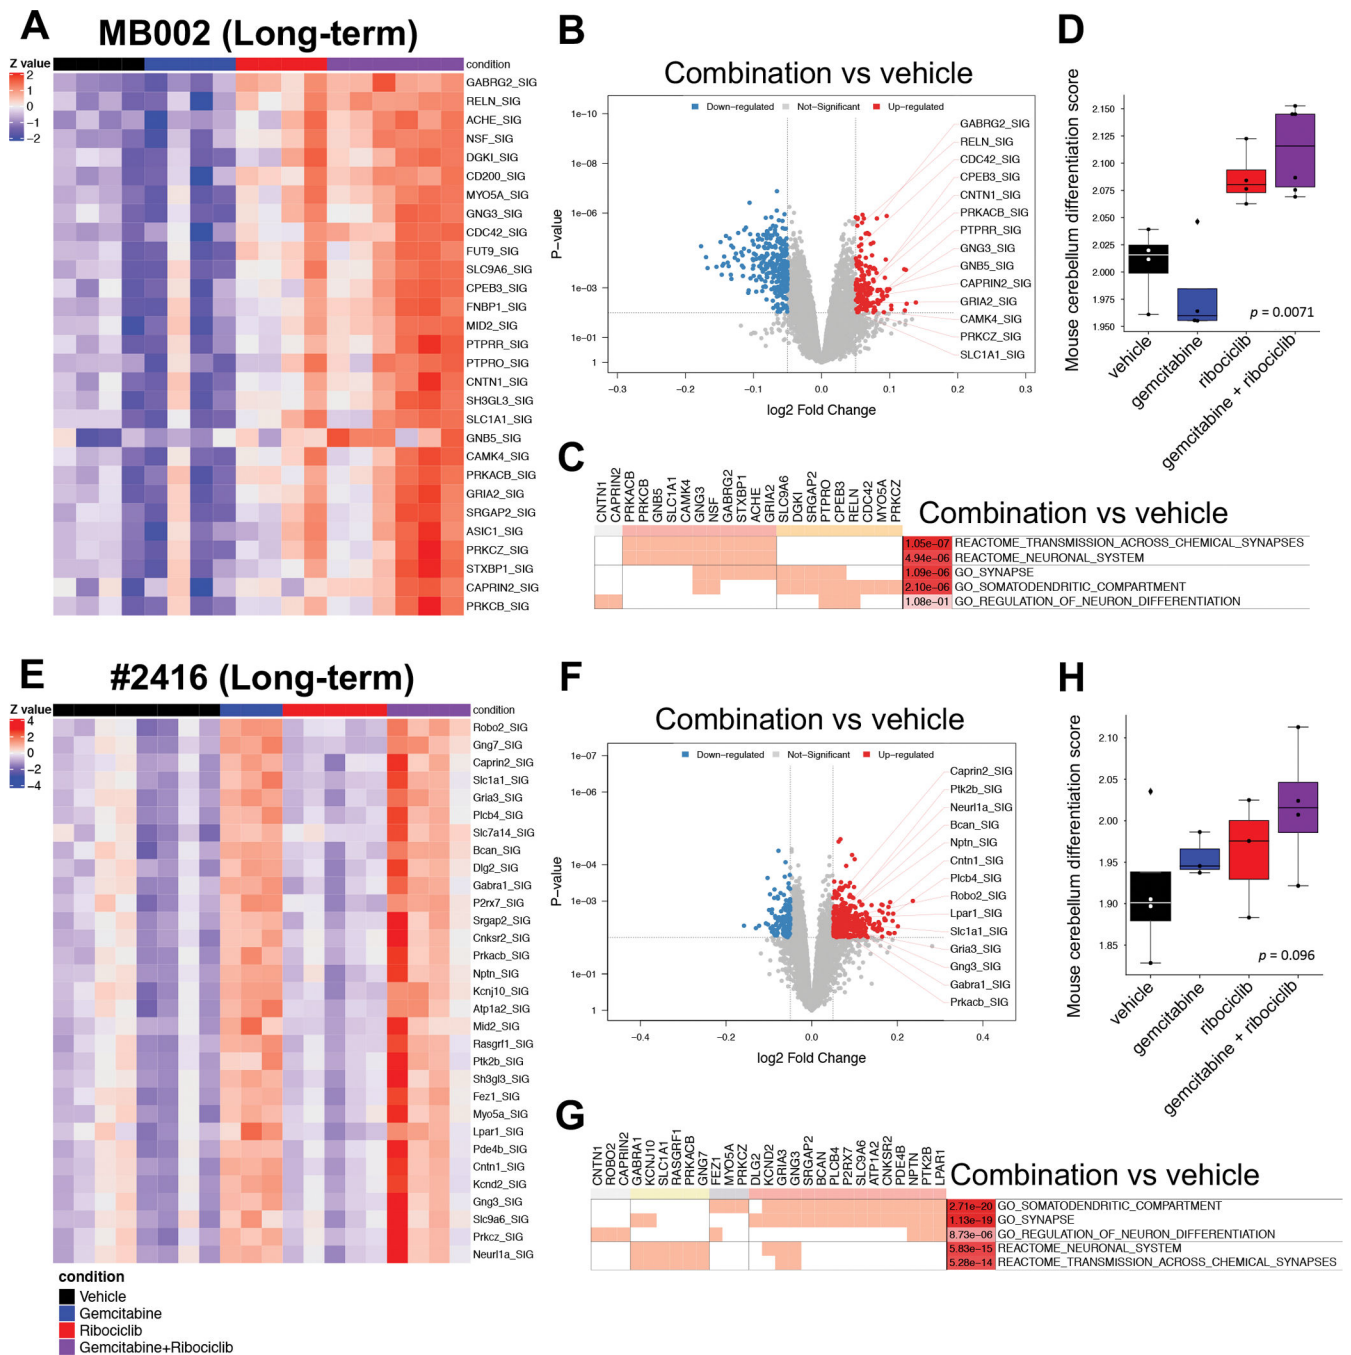 A
MB002 (Long-term)
Z value
2
1
0
−1
−2
condition
GABRG2_SIG
RELN_SIG
ACHE_SIG
NSF_SIG
DGKI_SIG
CD200_SIG
MYO5A_SIG
GNG3_SIG
CDC42_SIG
FUT9_SIG
SLC9A6_SIG
CPEB3_SIG
FNBP1_SIG
MID2_SIG
PTPRR_SIG
PTPRO_SIG
CNTN1_SIG
SH3GL3_SIG
SLC1A1_SIG
GNB5_SIG
CAMK4_SIG
PRKACB_SIG
GRIA2_SIG
SRGAP2_SIG
ASIC1_SIG
PRKCZ_SIG
STXBP1_SIG
CAPRIN2_SIG
PRKCB_SIG
B
Combination vs vehicle
Down−regulated Not−Significant Up−regulated
P−value
1e−10
1e−08
1e−06
1e−03
1e−01
1
−0.3 −0.2 −0.1 0.0 0.1 0.2 0.3
log2 Fold Change
GABRG2_SIG
RELN_SIG
CDC42_SIG
CPEB3_SIG
CNTN1_SIG
PRKACB_SIG
PTPRR_SIG
GNG3_SIG
GNB5_SIG
CAPRIN2_SIG
GRIA2_SIG
CAMK4_SIG
PRKCZ_SIG
SLC1A1_SIG
D
Mouse cerebellum differentiation score
2.150
2.125
2.100
2.075
2.050
2.025
2.000
1.975
1.950
p = 0.0071
vehicle
gemcitabine
ribociclib
gemcitabine + ribociclib
C
CNTN1
CAPRIN2
PRKACB
PRKCB
GNB5
SLC1A1
CAMK4
GNG3
NSF
GABRG2
STXBP1
ACHE
GRIA2
SLC9A6
DGKI
SRGAP2
PTPRO
CPEB3
RELN
CDC42
MYO5A
PRKCZ
Combination vs vehicle
1.05e−07 REACTOME_TRANSMISSION_ACROSS_CHEMICAL_SYNAPSES
4.94e−06 REACTOME_NEURONAL_SYSTEM
1.09e−06 GO_SYNAPSE
2.10e−06 GO_SOMATODENDRITIC_COMPARTMENT
1.08e−01 GO_REGULATION_OF_NEURON_DIFFERENTIATION
E
#2416 (Long-term)
Z value
4
2
0
−2
−4
condition
Robo2_SIG
Gng7_SIG
Caprin2_SIG
Slc1a1_SIG
Gria3_SIG
Plcb4_SIG
Slc7a14_SIG
Bcan_SIG
Dlg2_SIG
Gabra1_SIG
P2rx7_SIG
Srgap2_SIG
Cnksr2_SIG
Prkacb_SIG
Nptn_SIG
Kcnj10_SIG
Atp1a2_SIG
Mid2_SIG
Rasgrf1_SIG
Ptk2b_SIG
Sh3gl3_SIG
Fez1_SIG
Myo5a_SIG
Lpar1_SIG
Pde4b_SIG
Cntn1_SIG
Kcnd2_SIG
Gng3_SIG
Slc9a6_SIG
Prkcz_SIG
Neurl1a_SIG
condition
Vehicle
Gemcitabine
Ribociclib
Gemcitabine+Ribociclib
F
Combination vs vehicle
Down−regulated Not−Significant Up−regulated
P−value
1e−07
1e−06
1e−04
1e−03
1e−01
1
−0.4 −0.2 0.0 0.2 0.4
log2 Fold Change
Caprin2_SIG
Ptk2b_SIG
Neurl1a_SIG
Bcan_SIG
Nptn_SIG
Cntn1_SIG
Plcb4_SIG
Robo2_SIG
Lpar1_SIG
Slc1a1_SIG
Gria3_SIG
Gng3_SIG
Gabra1_SIG
Prkacb_SIG
H
Mouse cerebellum differentiation score
2.10
2.05
2.00
1.95
1.90
1.85
p = 0.096
vehicle
gemcitabine
ribociclib
gemcitabine + ribociclib
G
CNTN1
ROBO2
CAPRIN2
GABRA1
KCNJ10
SLC1A1
RASGRF1
PRKACB
GNG7
FEZ1
MYO5A
PRKCZ
DLG2
KCND2
GRIA3
GNG3
SRGAP2
BCAN
PLCB4
P2RX7
SLC9A6
ATP1A2
CNKSR2
PDE4B
NPTN
PTK2B
LPAR1
Combination vs vehicle
2.71e−20 GO_SOMATODENDRITIC_COMPARTMENT
1.13e−19 GO_SYNAPSE
8.73e−06 GO_REGULATION_OF_NEURON_DIFFERENTIATION
5.83e−15 REACTOME_NEURONAL_SYSTEM
5.28e−14 REACTOME_TRANSMISSION_ACROSS_CHEMICAL_SYNAPSES